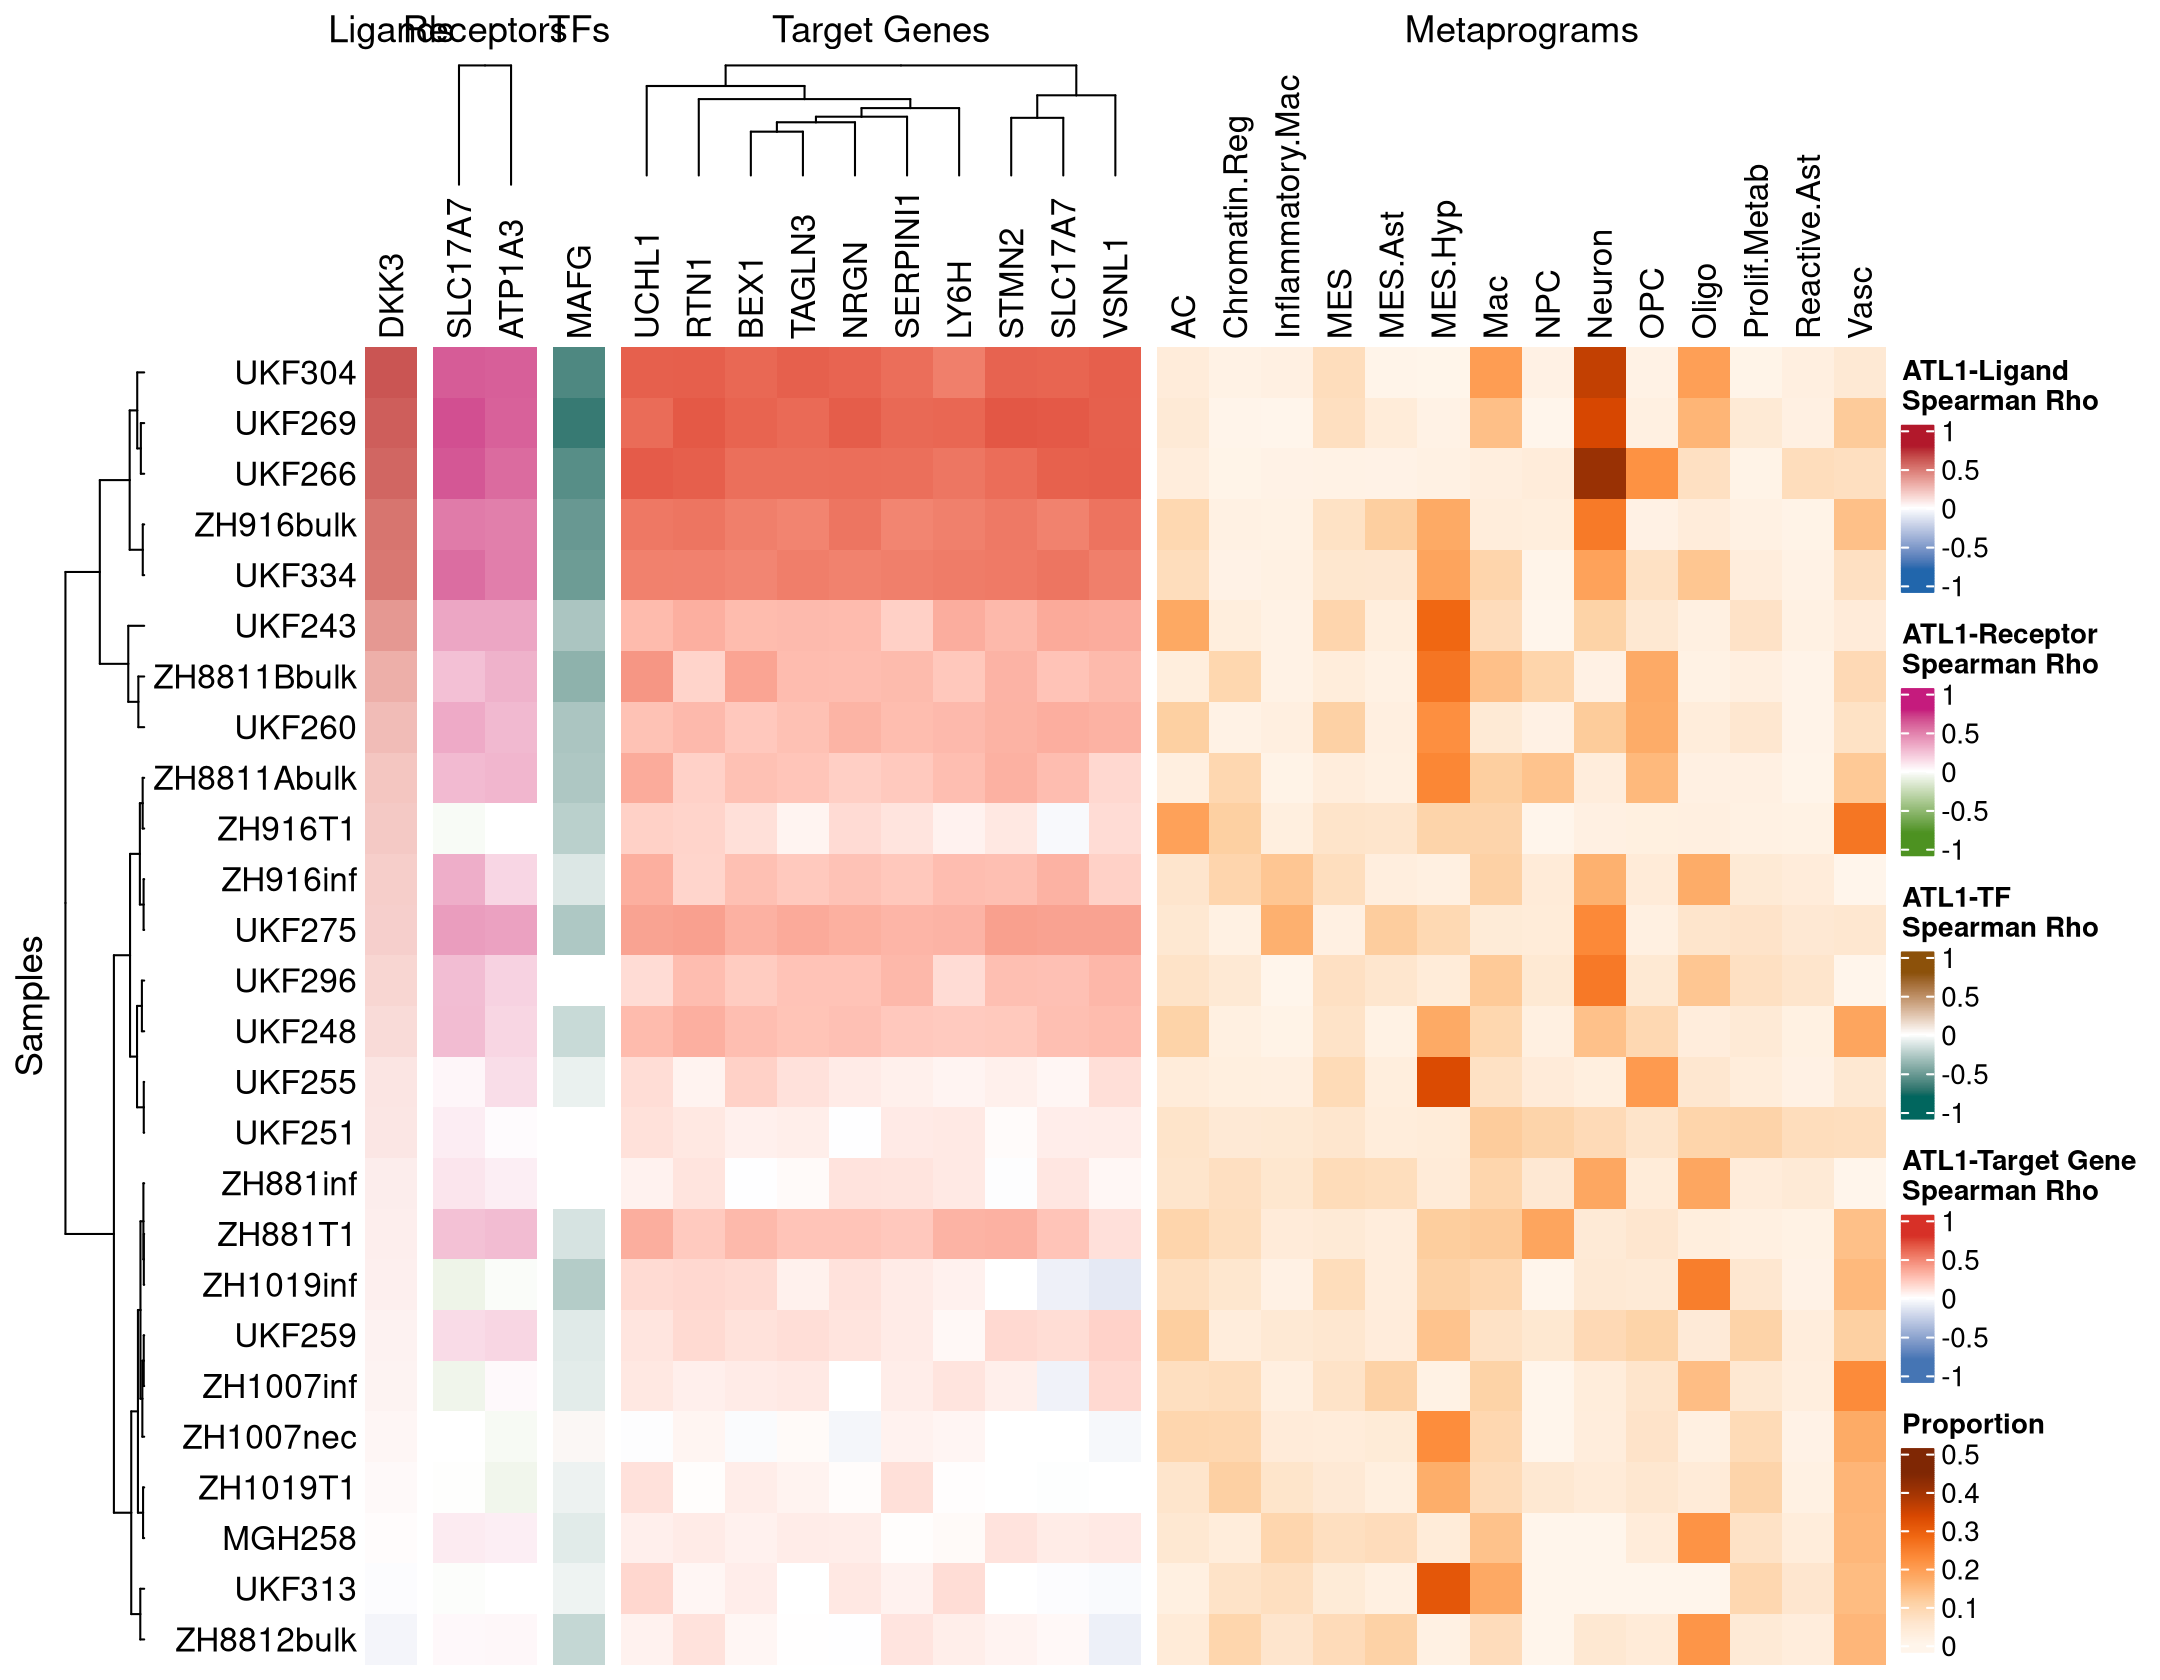 Ligands Receptors TFs Target Genes Metaprograms
DKK3 SLC17A7 ATP1A3 MAFG UCHL1 RTN1 BEX1 TAGLN3 NRGN SERPINI1 LY6H STMN2 SLC17A7 VSNL1 AC Chromatin.Reg Inflammatory.Mac MES MES.Ast MES.Hyp Mac NPC Neuron OPC Oligo Prolif.Metab Reactive.Ast Vasc
Samples
UKF304
UKF269
UKF266
ZH916bulk
UKF334
UKF243
ZH8811Bbulk
UKF260
ZH8811Abulk
ZH916T1
ZH916inf
UKF275
UKF296
UKF248
UKF255
UKF251
ZH881inf
ZH881T1
ZH1019inf
UKF259
ZH1007inf
ZH1007nec
ZH1019T1
MGH258
UKF313
ZH8812bulk
ATL1-Ligand
Spearman Rho
1
0.5
0
-0.5
-1
ATL1-Receptor
Spearman Rho
1
0.5
0
-0.5
-1
ATL1-TF
Spearman Rho
1
0.5
0
-0.5
-1
ATL1-Target Gene
Spearman Rho
1
0.5
0
-0.5
-1
Proportion
0.5
0.4
0.3
0.2
0.1
0